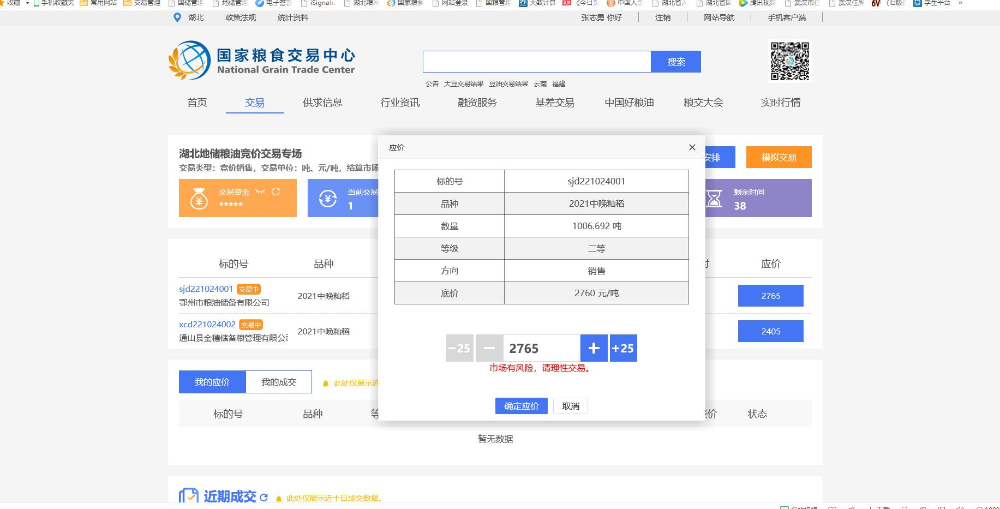 收藏 手机收藏夹 常用网站 交易管理 国储管理 地储管理 电子签署 iSignatu 湖北粮网 国家粮食 网站登录 国粮管理 天数计算 《今日头 中国人事 湖北省人 湖北省国 腾讯视频 武汉市住 武汉住房 (旧版6 学生平台 »
湖北 政策法规 统计资料 张志勇 你好 注销 网站导航 手机客户端
国家粮食交易中心
National Grain Trade Center
搜索
公告 大豆交易结果 豆油交易结果 云南 福建
首页 交易 供求信息 行业资讯 融资服务 基差交易 中国好粮油 粮交大会 实时行情
湖北地储粮油竞价交易专场
交易类型：竞价销售，交易单位：吨、元/吨，结算市场
安排 模拟交易
交易资金
*****
当前交易
1
剩余时间
38
标的号 品种 应价
sjd221024001 交易中
鄂州市粮油储备有限公司
2021中晚籼稻
2765
xcd221024002 交易中
通山县金穗储备粮管理有限公司
2021中晚籼稻
2405
应价 ×
标的号 sjd221024001
品种 2021中晚籼稻
数量 1006.692 吨
等级 二等
方向 销售
底价 2760 元/吨
−25 − 2765 + +25
市场有风险，请理性交易。
确定应价 取消
我的应价 我的成交 此处仅展示近
标的号 品种 等 价 状态
暂无数据
近期成交 此处仅展示近十日成交数据。